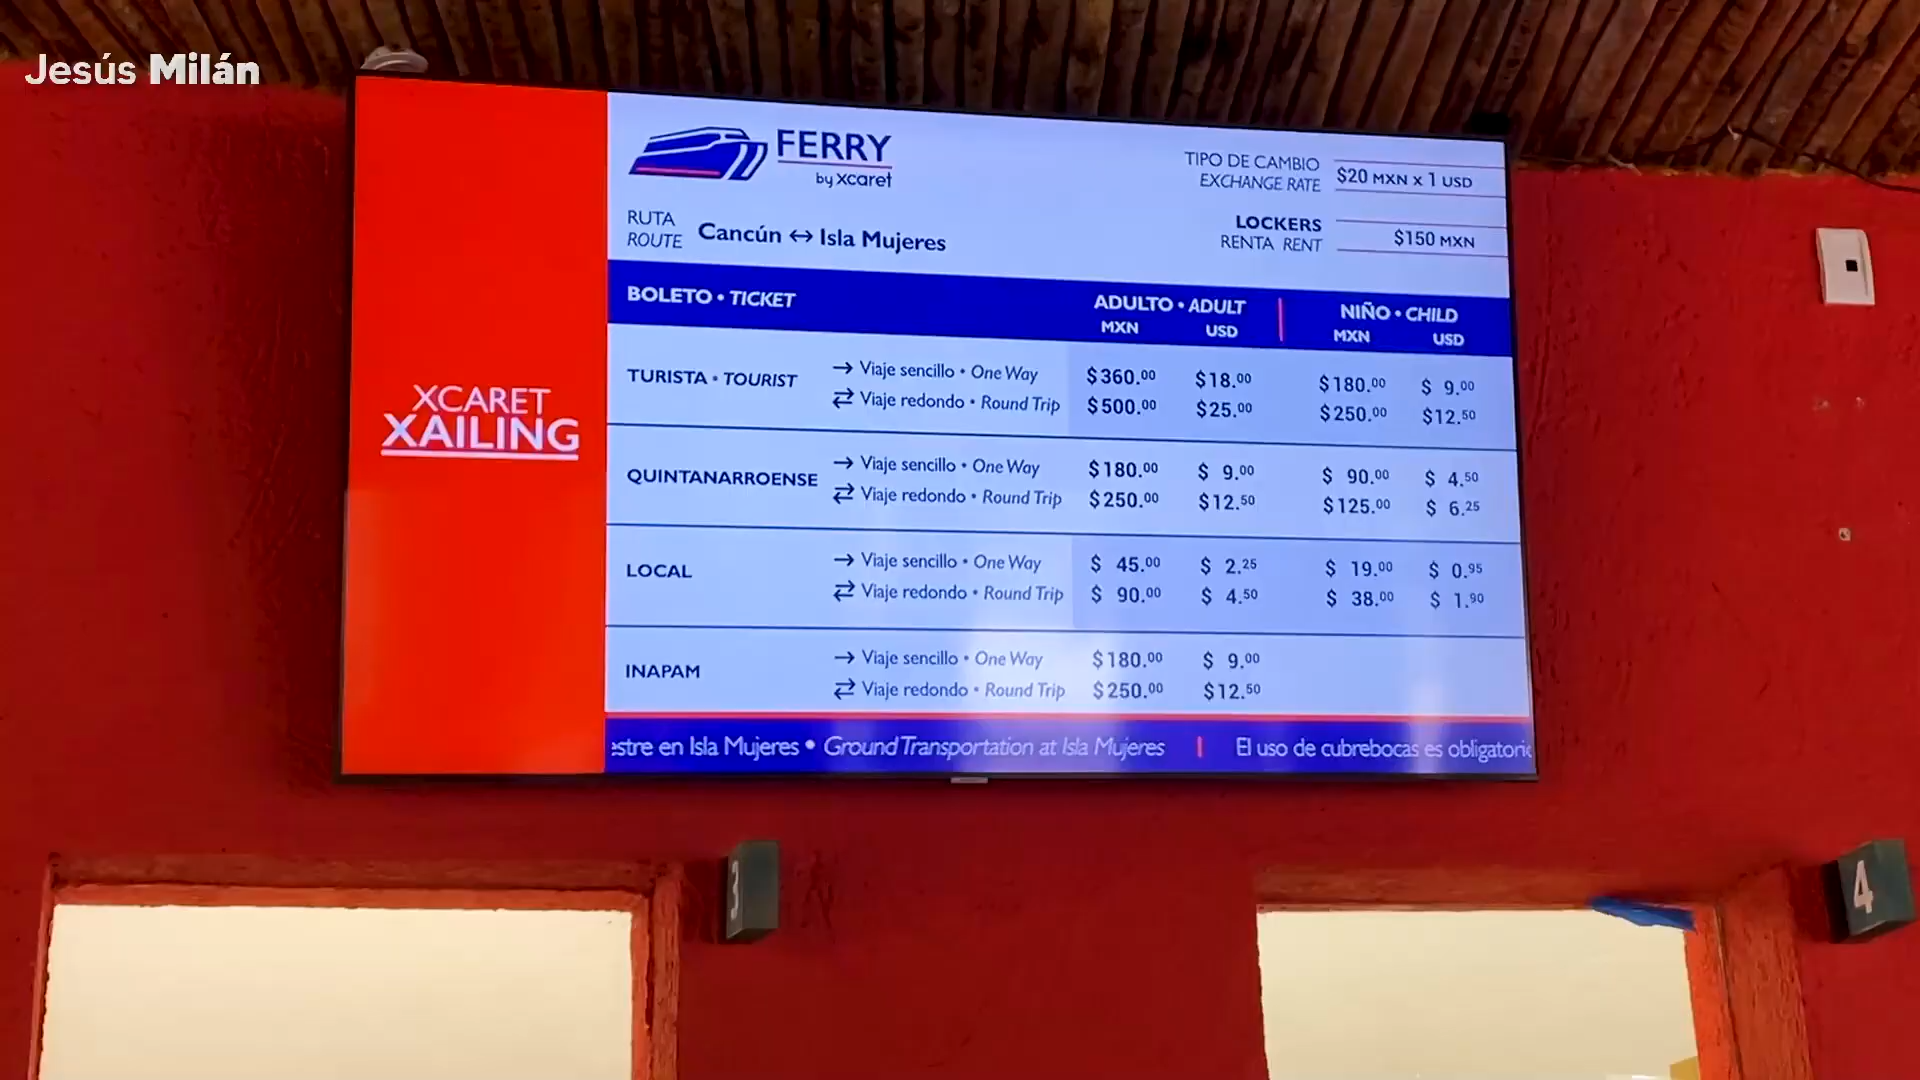 Jesús Milán
XCARET
XAILING
FERRY
by xcaret
TIPO DE CAMBIO
EXCHANGE RATE
$20 MXN x 1 USD
RUTA
ROUTE
Cancún ↔ Isla Mujeres
LOCKERS
RENTA RENT
$150 MXN
BOLETO • TICKET
ADULTO • ADULT
MXN USD
NIÑO • CHILD
MXN USD
TURISTA • TOURIST
→ Viaje sencillo • One Way $360.00 $18.00 $180.00 $ 9.00
⇄ Viaje redondo • Round Trip $500.00 $25.00 $250.00 $12.50
QUINTANARROENSE
→ Viaje sencillo • One Way $180.00 $ 9.00 $ 90.00 $ 4.50
⇄ Viaje redondo • Round Trip $250.00 $12.50 $125.00 $ 6.25
LOCAL
→ Viaje sencillo • One Way $ 45.00 $ 2.25 $ 19.00 $ 0.95
⇄ Viaje redondo • Round Trip $ 90.00 $ 4.50 $ 38.00 $ 1.90
INAPAM
→ Viaje sencillo • One Way $180.00 $ 9.00
⇄ Viaje redondo • Round Trip $250.00 $12.50
estre en Isla Mujeres • Ground Transportation at Isla Mujeres | El uso de cubrebocas es obligatorio
3
4